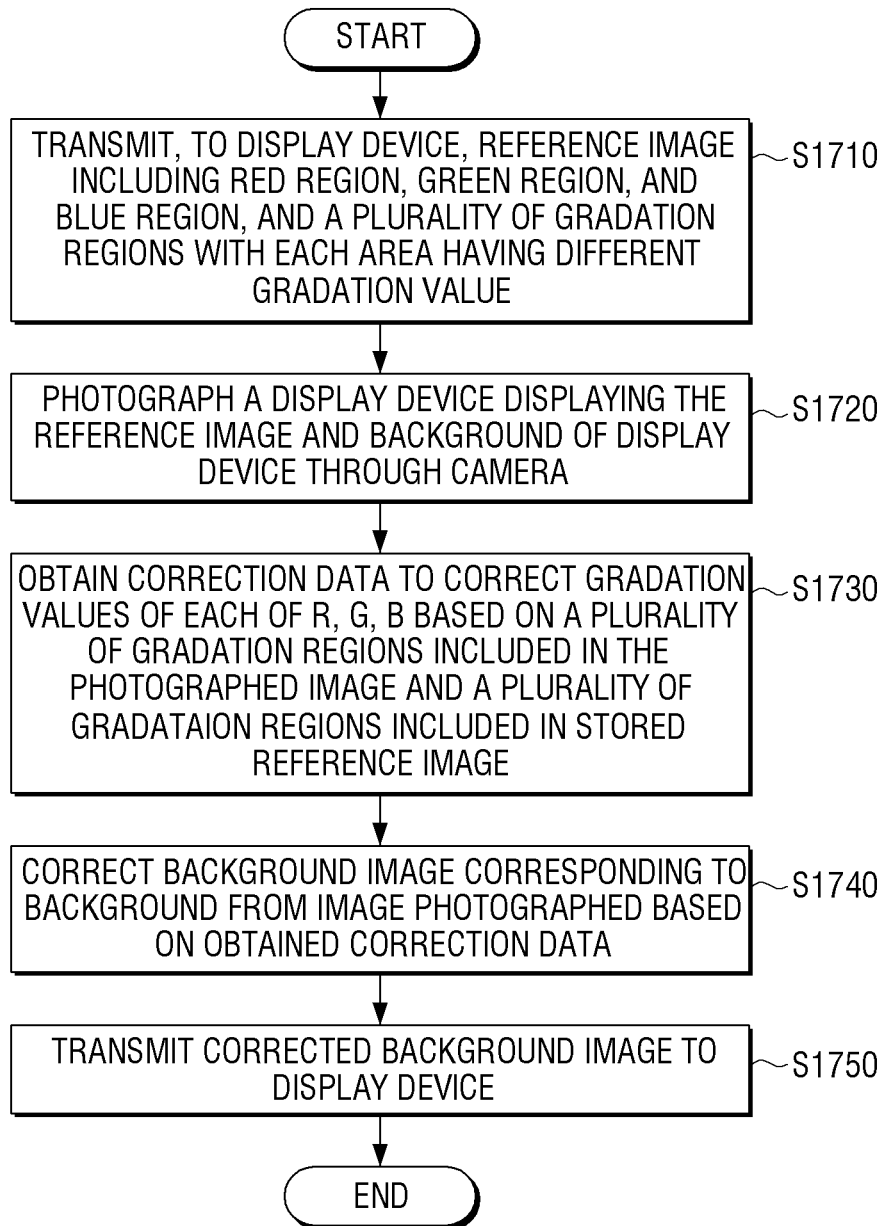 START
TRANSMIT, TO DISPLAY DEVICE, REFERENCE IMAGE
INCLUDING RED REGION, GREEN REGION, AND
BLUE REGION, AND A PLURALITY OF GRADATION
REGIONS WITH EACH AREA HAVING DIFFERENT
GRADATION VALUE
S1710
PHOTOGRAPH A DISPLAY DEVICE DISPLAYING THE
REFERENCE IMAGE AND BACKGROUND OF DISPLAY
DEVICE THROUGH CAMERA
S1720
OBTAIN CORRECTION DATA TO CORRECT GRADATION
VALUES OF EACH OF R, G, B BASED ON A PLURALITY
OF GRADATION REGIONS INCLUDED IN THE
PHOTOGRAPHED IMAGE AND A PLURALITY OF
GRADATAION REGIONS INCLUDED IN STORED
REFERENCE IMAGE
S1730
CORRECT BACKGROUND IMAGE CORRESPONDING TO
BACKGROUND FROM IMAGE PHOTOGRAPHED BASED
ON OBTAINED CORRECTION DATA
S1740
TRANSMIT CORRECTED BACKGROUND IMAGE TO
DISPLAY DEVICE
S1750
END